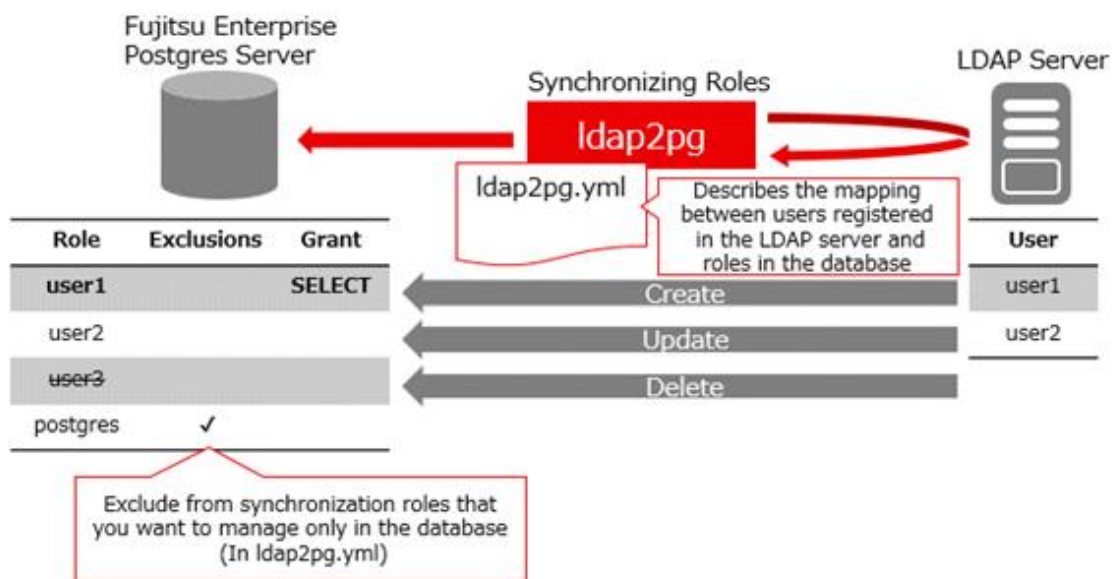 Fujitsu Enterprise
Postgres Server
LDAP Server
Synchronizing Roles
ldap2pg
ldap2pg.yml
Describes the mapping
between users registered
in the LDAP server and
roles in the database
Role Exclusions Grant
User
user1 SELECT
Create
user1
user2
Update
user2
user3
Delete
postgres ✓
Exclude from synchronization roles that
you want to manage only in the database
(In ldap2pg.yml)